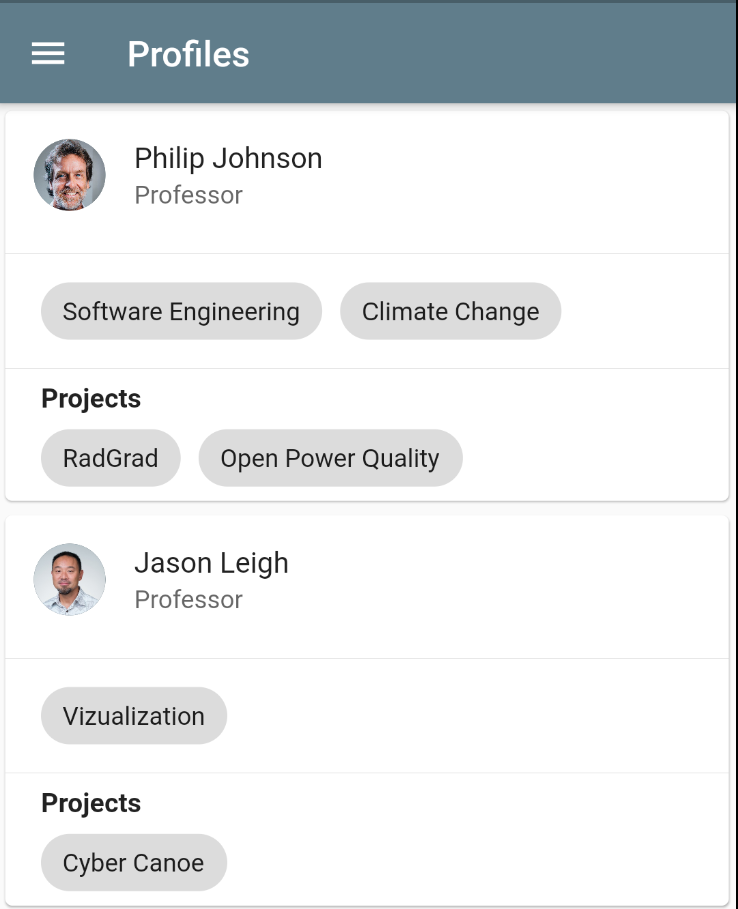 Profiles
Philip Johnson
Professor
Software Engineering Climate Change
Projects
RadGrad Open Power Quality
Jason Leigh
Professor
Vizualization
Projects
Cyber Canoe